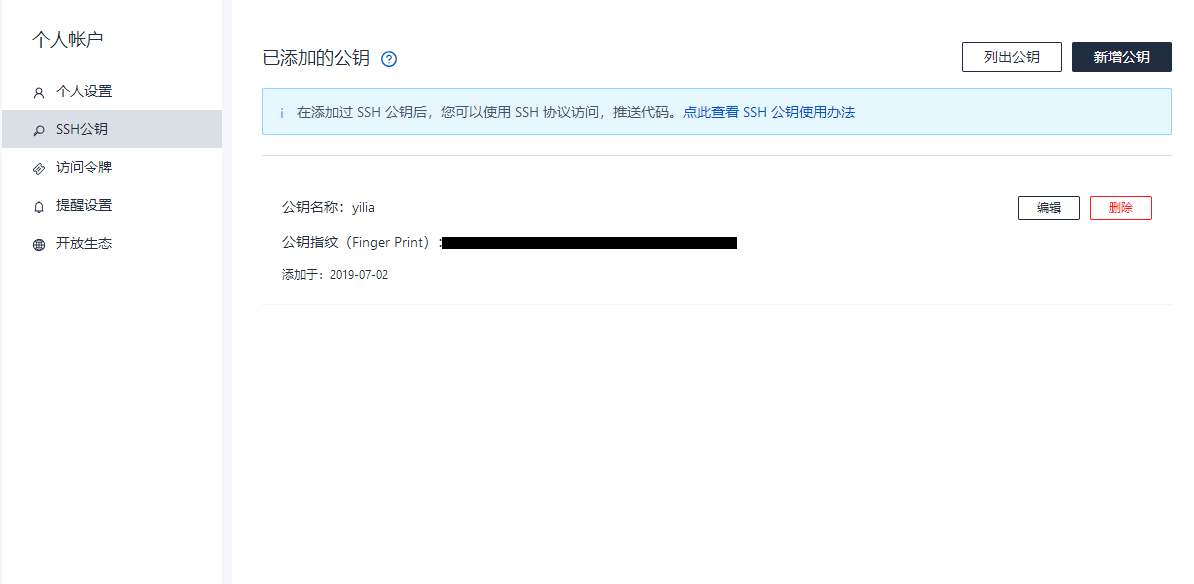 个人帐户
个人设置
SSH公钥
访问令牌
提醒设置
开放生态
已添加的公钥 ?
列出公钥
新增公钥
i 在添加过 SSH 公钥后，您可以使用 SSH 协议访问，推送代码。点此查看 SSH 公钥使用办法
公钥名称：yilia
编辑
删除
公钥指纹（Finger Print）:
添加于：2019-07-02